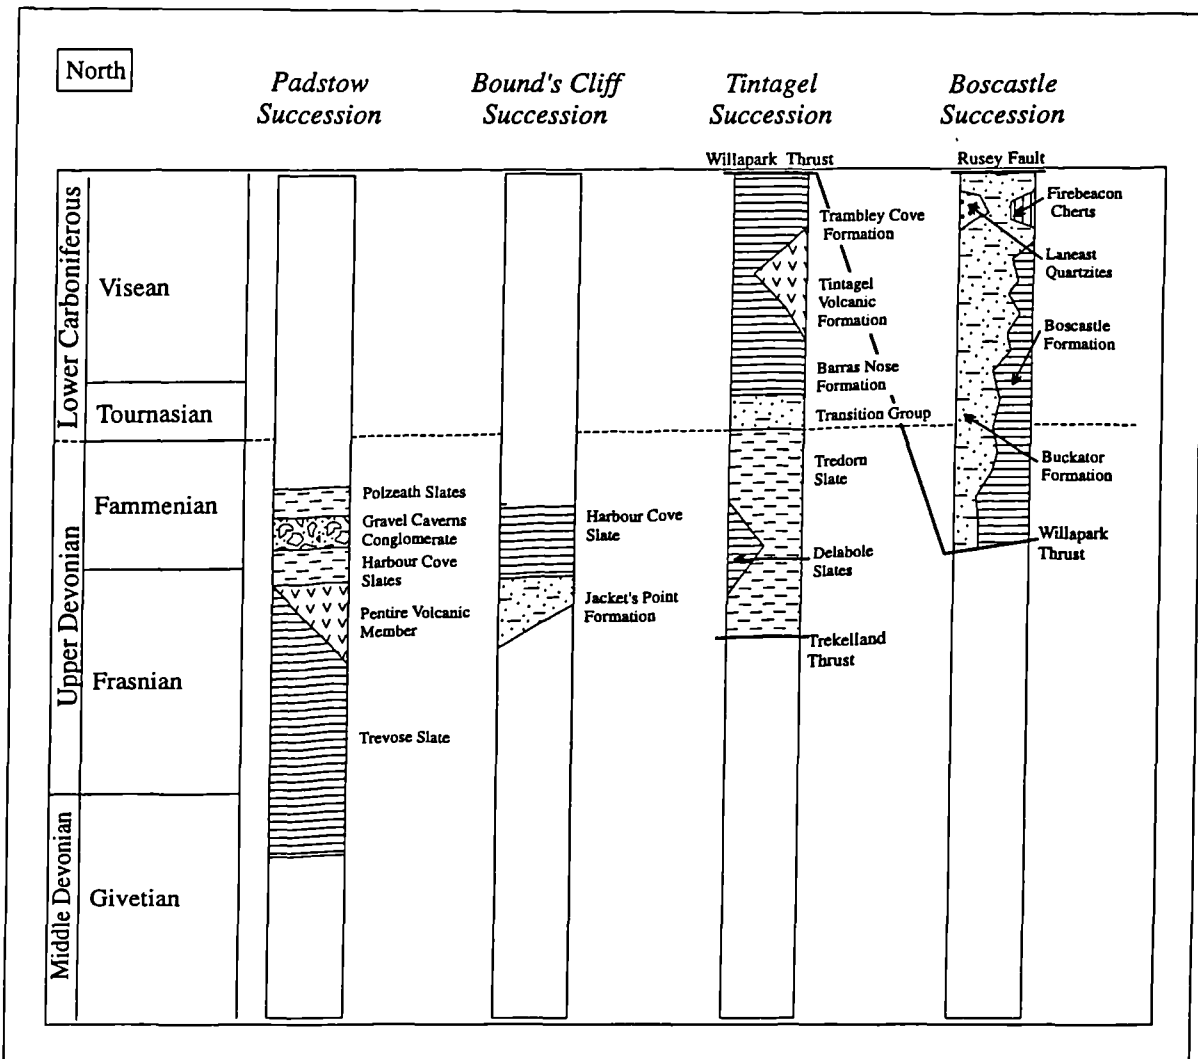 North
Padstow
Succession
Bound's Cliff
Succession
Tintagel
Succession
Boscastle
Succession
Lower Carboniferous
Upper Devonian
Middle Devonian
Visean
Tournasian
Fammenian
Frasnian
Givetian
Polzeath Slates
Gravel Caverns
Conglomerate
Harbour Cove
Slates
Pentire Volcanic
Member
Trevose Slate
Harbour Cove
Slate
Jacket's Point
Formation
Willapark Thrust
Trambley Cove
Formation
Tintagel
Volcanic
Formation
Barras Nose
Formation
Transition Group
Tredorn
Slate
Delabole
Slates
Trekelland
Thrust
Rusey Fault
Firebeacon
Cherts
Laneast
Quartzites
Boscastle
Formation
Buckator
Formation
Willapark
Thrust